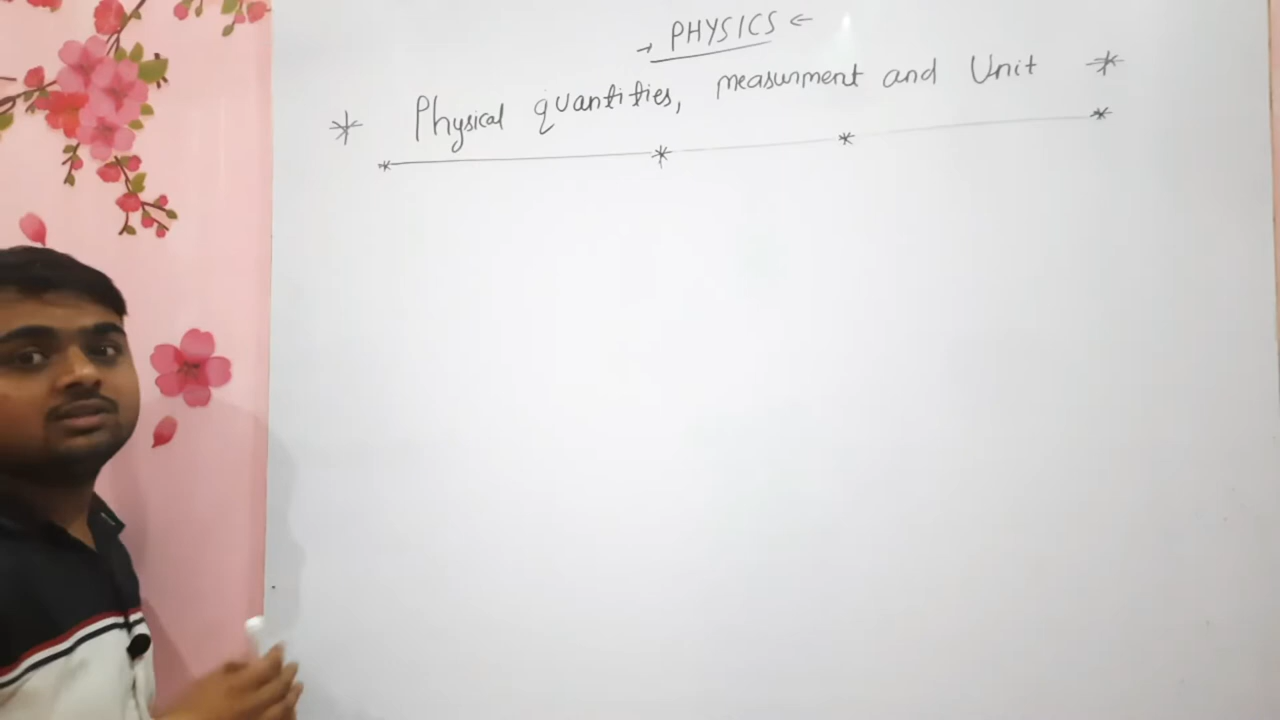 → PHYSICS ←
* Physical quantities, measurment and Unit *